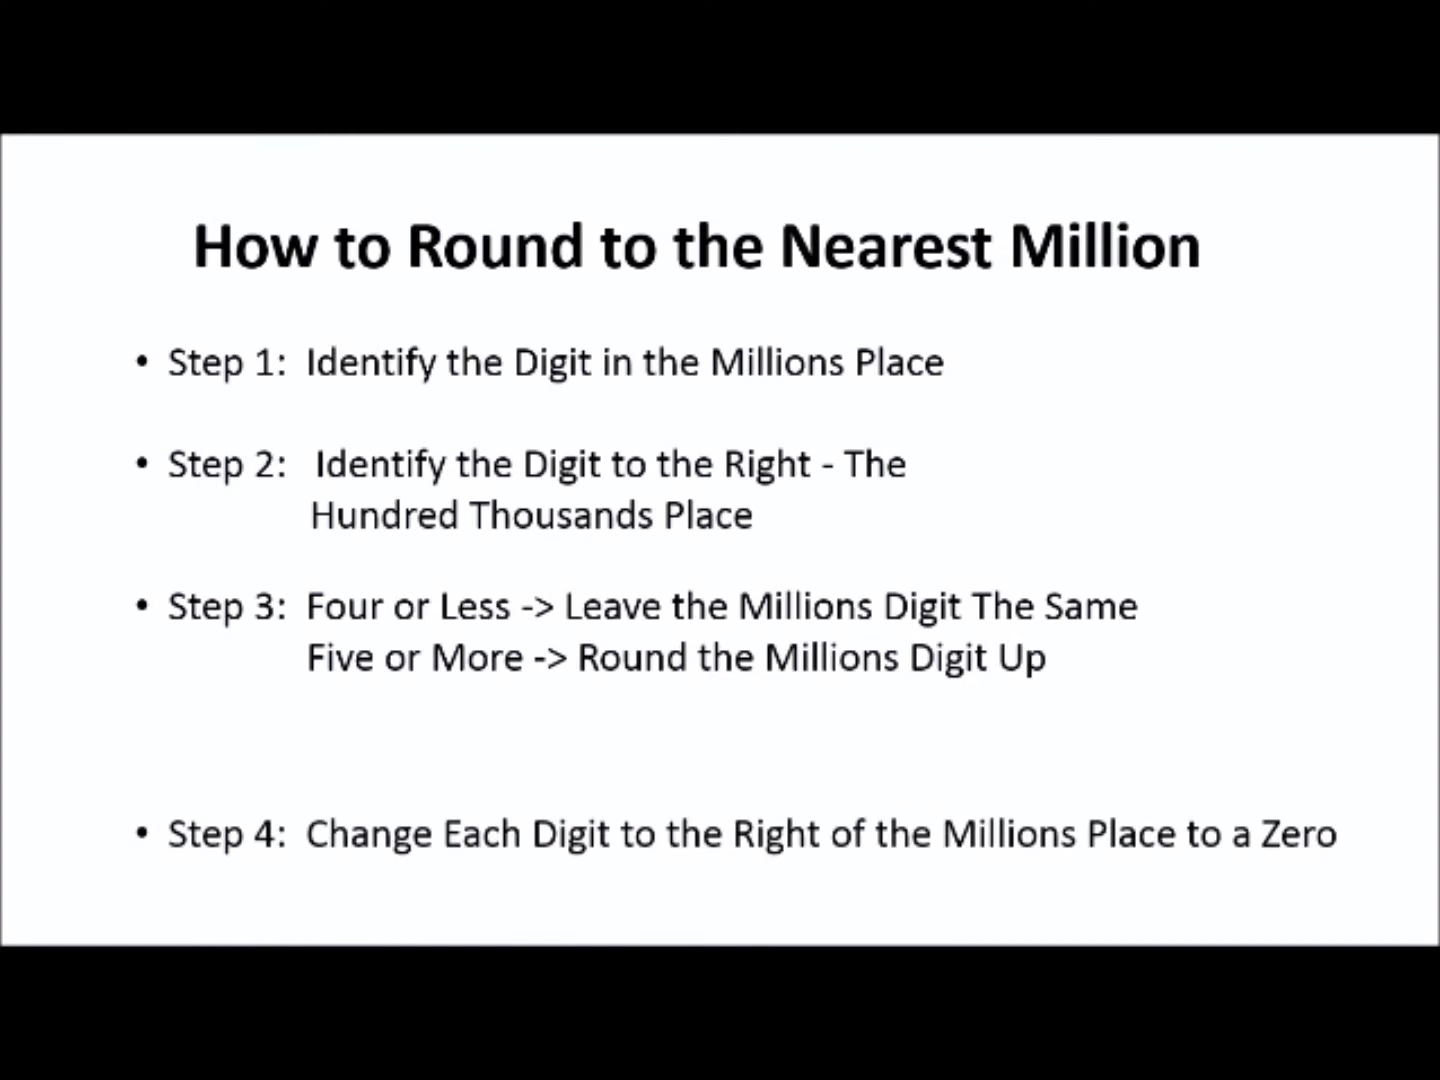 How to Round to the Nearest Million
• Step 1: Identify the Digit in the Millions Place
• Step 2: Identify the Digit to the Right - The
Hundred Thousands Place
• Step 3: Four or Less -> Leave the Millions Digit The Same
Five or More -> Round the Millions Digit Up
• Step 4: Change Each Digit to the Right of the Millions Place to a Zero